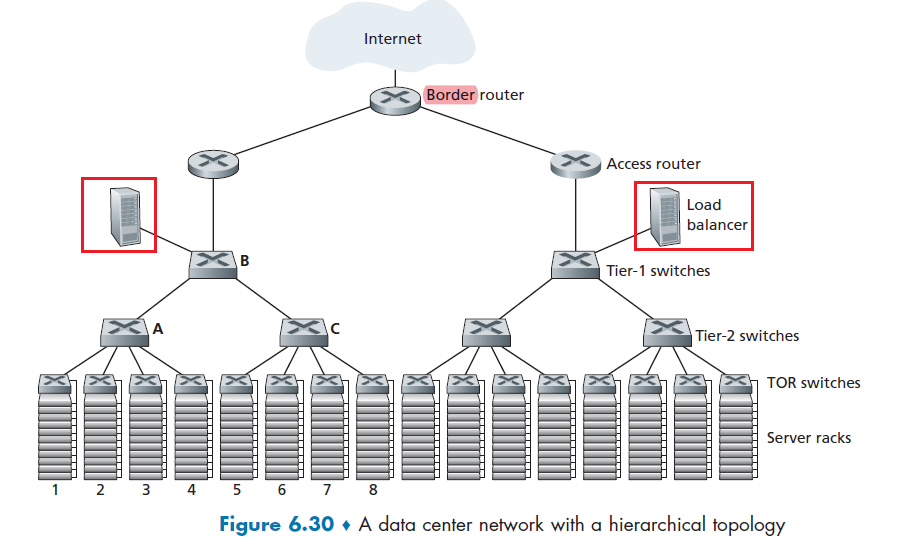 Internet
Border router
Access router
Load
balancer
B
Tier-1 switches
A
C
Tier-2 switches
TOR switches
Server racks
1 2 3 4 5 6 7 8
Figure 6.30 ♦ A data center network with a hierarchical topology